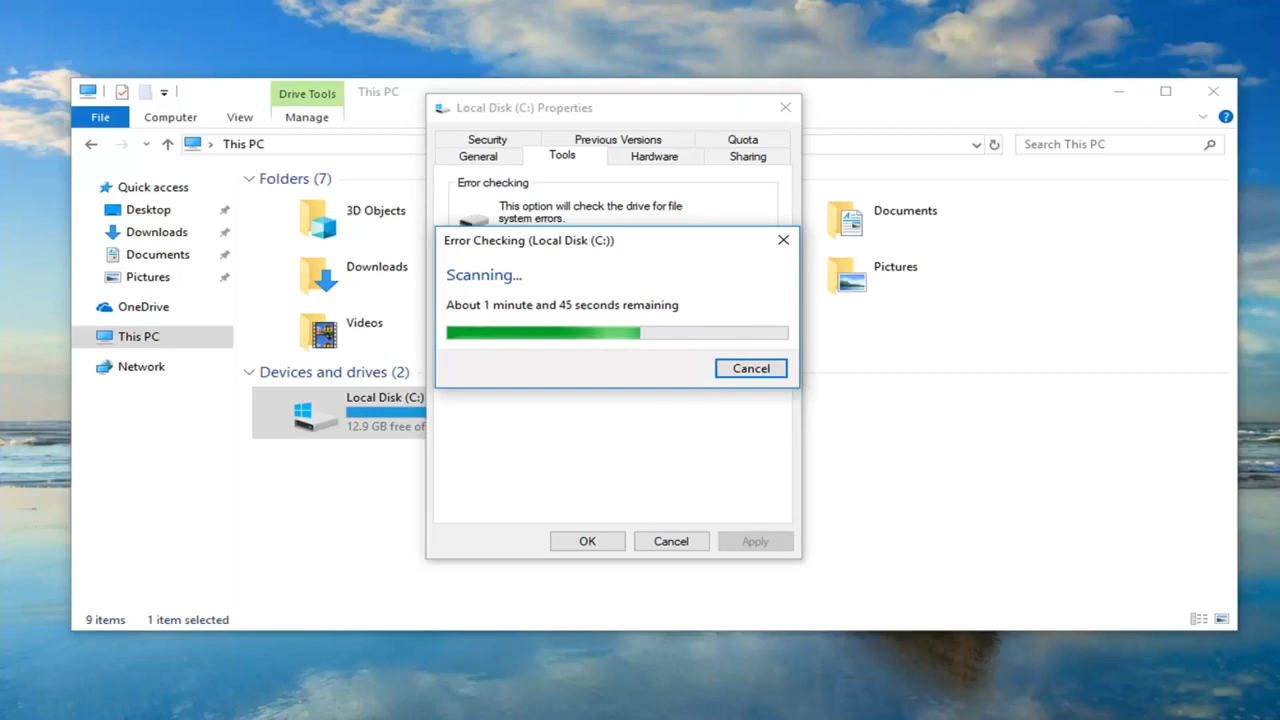 Drive Tools
This PC
File
Computer
View
Manage
This PC
Search This PC
Quick access
Desktop
Downloads
Documents
Pictures
OneDrive
This PC
Network
Folders (7)
3D Objects
Downloads
Videos
Documents
Pictures
Devices and drives (2)
Local Disk (C:)
12.9 GB free of
9 items
1 item selected
Local Disk (C:) Properties
Security
Previous Versions
Quota
General
Tools
Hardware
Sharing
Error checking
This option will check the drive for file
system errors.
Error Checking (Local Disk (C:))
Scanning...
About 1 minute and 45 seconds remaining
Cancel
OK
Cancel
Apply